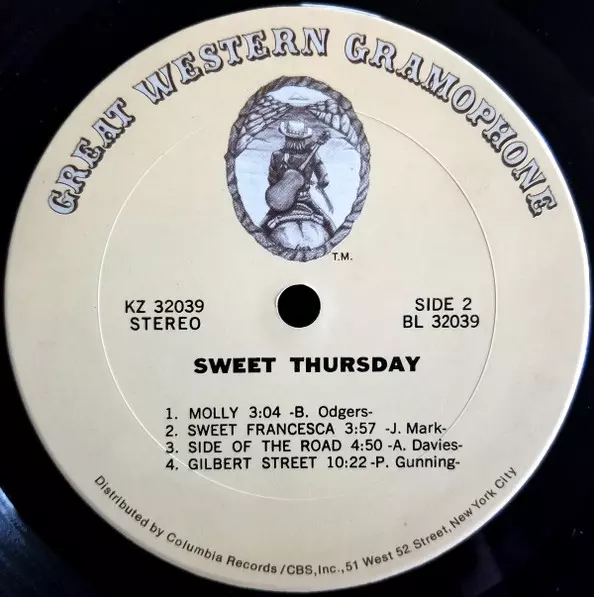 GREAT WESTERN GRAMOPHONE
T.M.
KZ 32039
STEREO
SIDE 2
BL 32039
SWEET THURSDAY
1. MOLLY 3:04 -B. Odgers-
2. SWEET FRANCESCA 3:57 -J. Mark-
3. SIDE OF THE ROAD 4:50 -A. Davies-
4. GILBERT STREET 10:22 -P. Gunning-
Distributed by Columbia Records/CBS,Inc.,51 West 52 Street,New York City